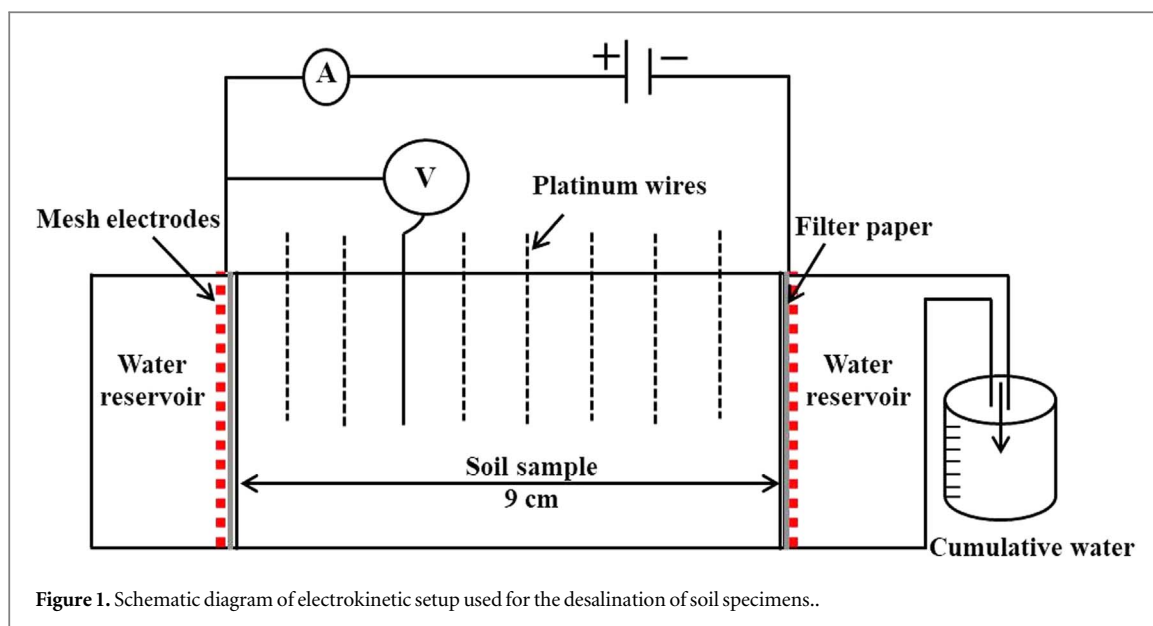 A
+
−
V
Platinum wires
Mesh electrodes
Filter paper
Water
reservoir
Water
reservoir
Soil sample
9 cm
Cumulative water
Figure 1. Schematic diagram of electrokinetic setup used for the desalination of soil specimens..